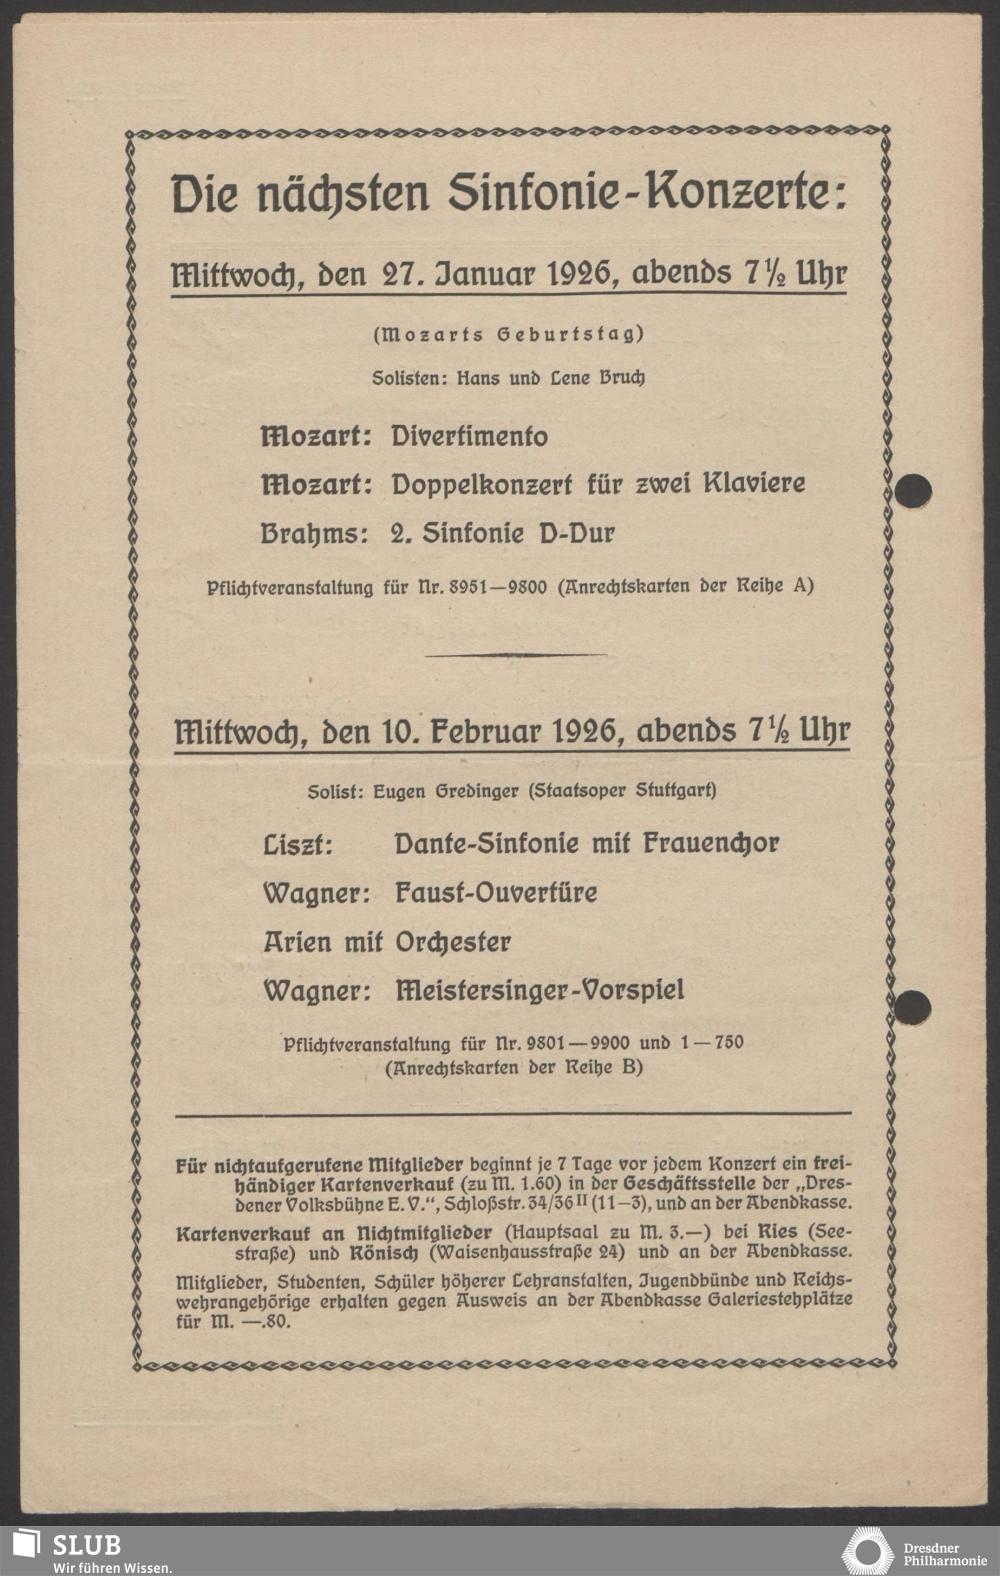 Die nächsten Sinfonie-Konzerte:
Mittwoch, den 27. Januar 1926, abends 7½ Uhr
(Mozarts Geburtstag)
Solisten: Hans und Lene Bruch
Mozart: Divertimento
Mozart: Doppelkonzert für zwei Klaviere
Brahms: 2. Sinfonie D-Dur
Pflichtveranstaltung für Nr. 8951—9800 (Anrechtskarten der Reihe A)
Mittwoch, den 10. Februar 1926, abends 7½ Uhr
Solist: Eugen Gredinger (Staatsoper Stuttgart)
Liszt: Dante-Sinfonie mit Frauenchor
Wagner: Faust-Ouvertüre
Arien mit Orchester
Wagner: Meistersinger-Vorspiel
Pflichtveranstaltung für Nr. 9801—9900 und 1—750
(Anrechtskarten der Reihe B)
Für nichtaufgerufene Mitglieder beginnt je 7 Tage vor jedem Konzert ein frei-
händiger Kartenverkauf (zu M. 1.60) in der Geschäftsstelle der „Dres-
dener Volksbühne E. V.“, Schloßstr. 34/36 II (11—3), und an der Abendkasse.
Kartenverkauf an Nichtmitglieder (Hauptsaal zu M. 3.—) bei Ries (See-
straße) und Rönisch (Waisenhausstraße 24) und an der Abendkasse.
Mitglieder, Studenten, Schüler höherer Lehranstalten, Jugendbünde und Reichs-
wehrangehörige erhalten gegen Ausweis an der Abendkasse Galeriestehplätze
für M. —.80.
SLUB
Wir führen Wissen.
Dresdner
Philharmonie